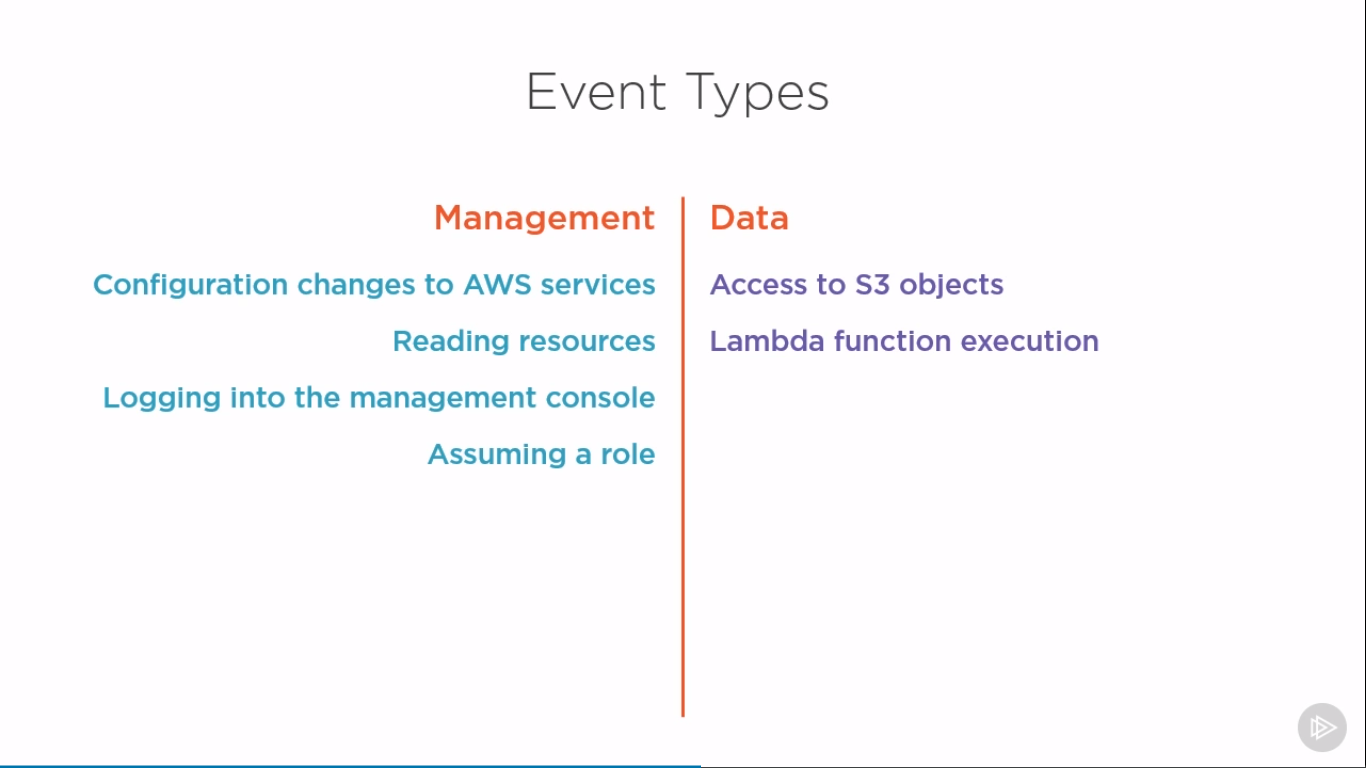 Event Types
Management
Configuration changes to AWS services
Reading resources
Logging into the management console
Assuming a role
Data
Access to S3 objects
Lambda function execution